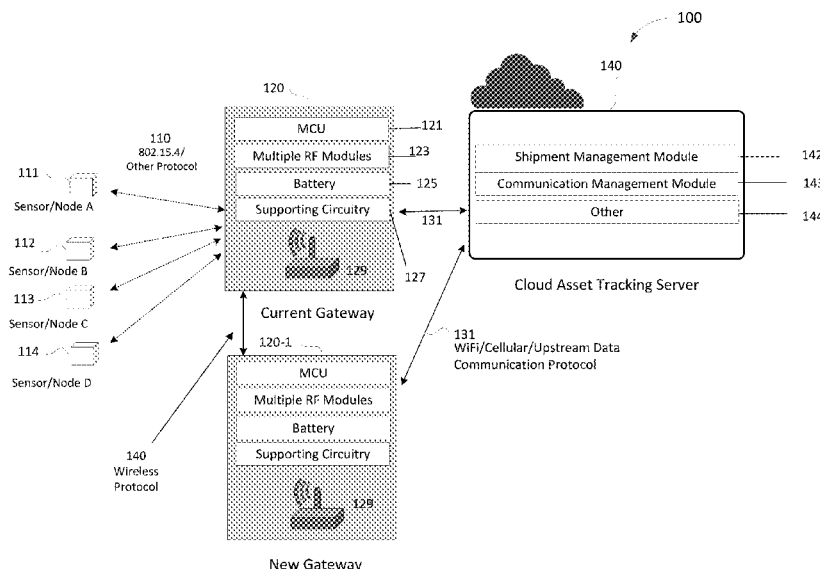 100
140
120
MCU
121
Multiple RF Modules
123
Battery
125
Supporting Circuitry
127
129
Current Gateway
110
802.15.4/
Other Protocol
111
Sensor/Node A
112
Sensor/Node B
113
Sensor/Node C
114
Sensor/Node D
131
Shipment Management Module
142
Communication Management Module
143
Other
144
Cloud Asset Tracking Server
131
WiFi/Cellular/Upstream Data
Communication Protocol
120-1
MCU
Multiple RF Modules
Battery
Supporting Circuitry
129
New Gateway
140
Wireless
Protocol